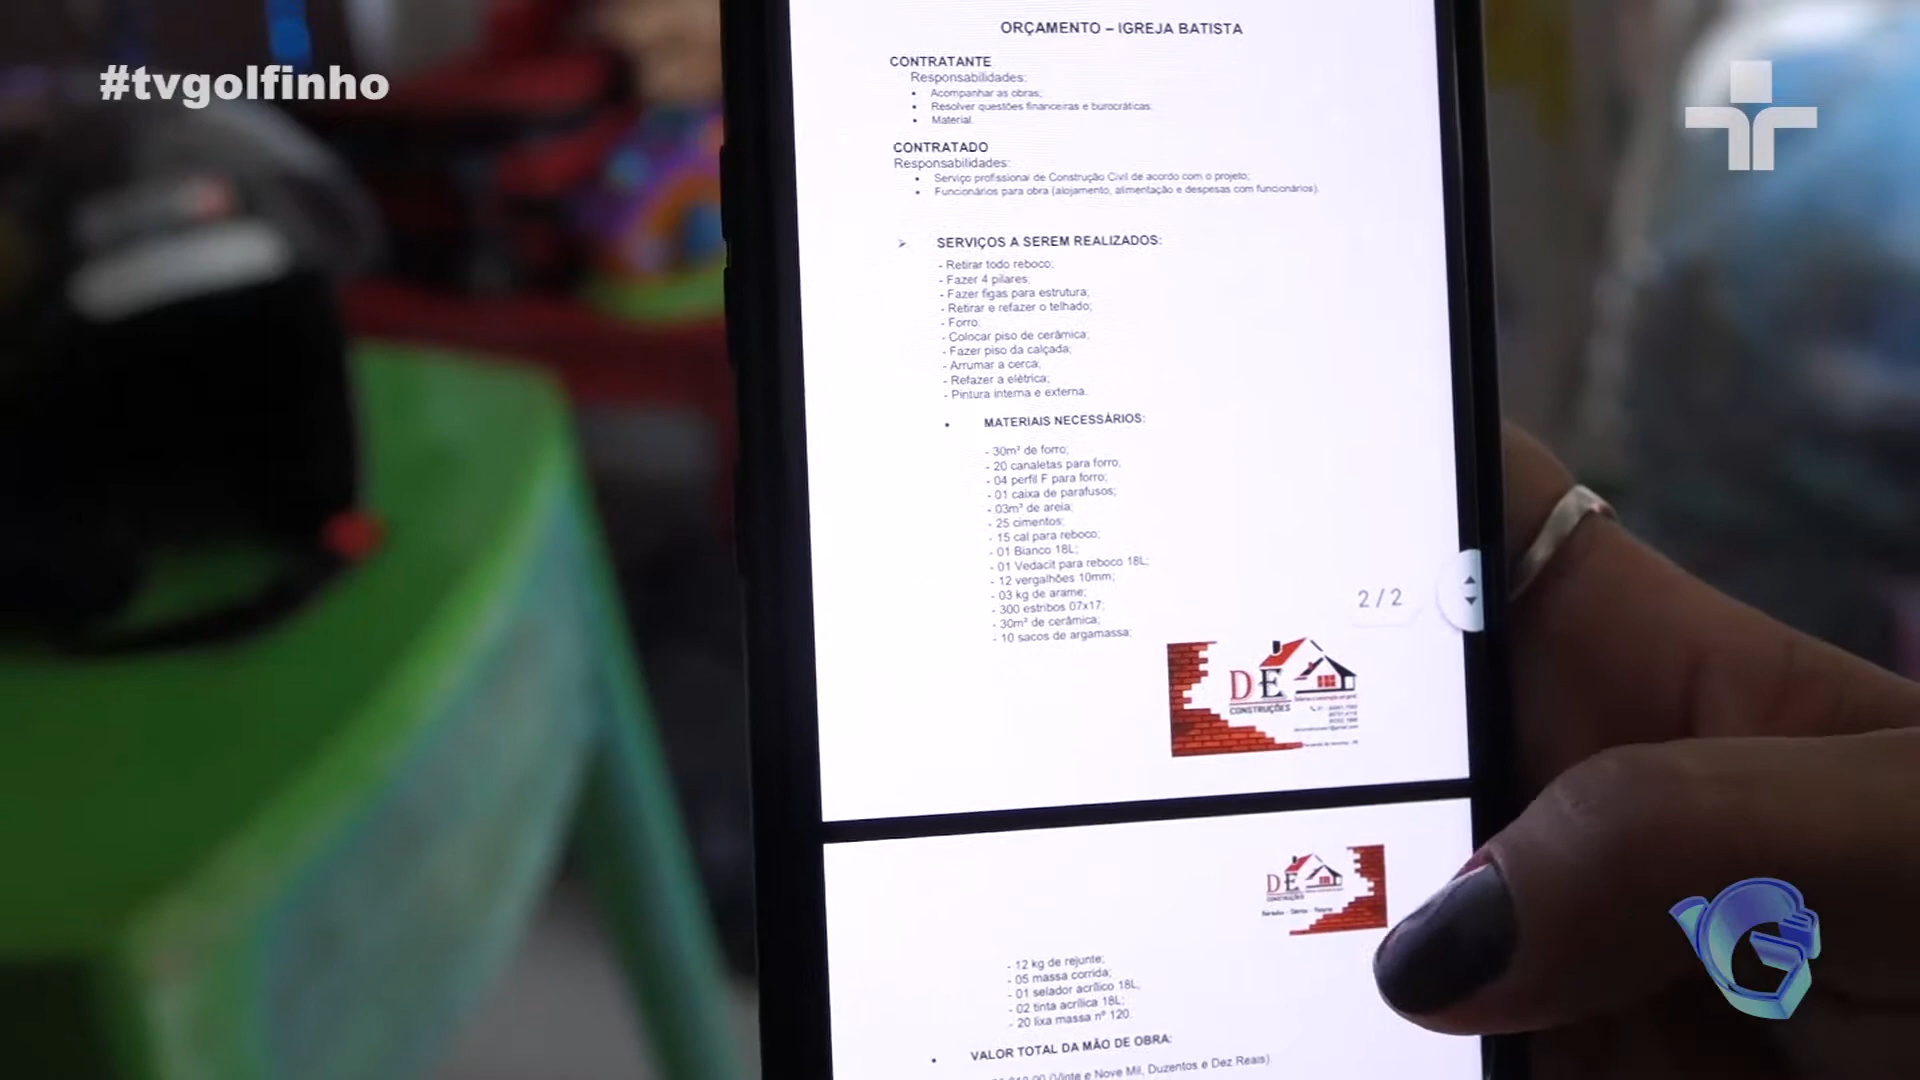 #tvgolfinho
ORÇAMENTO – IGREJA BATISTA
CONTRATANTE
Responsabilidades:
• Acompanhar as obras;
• Resolver questões financeiras e burocráticas;
• Material.
CONTRATADO
Responsabilidades:
• Serviço profissional de Construção Civil de acordo com o projeto;
• Funcionários para obra (alojamento, alimentação e despesas com funcionários).
➢ SERVIÇOS A SEREM REALIZADOS:
- Retirar todo reboco;
- Fazer 4 pilares;
- Fazer figas para estrutura;
- Retirar e refazer o telhado;
- Forro;
- Colocar piso de cerâmica;
- Fazer piso da calçada;
- Arrumar a cerca;
- Refazer a elétrica;
- Pintura interna e externa.
• MATERIAIS NECESSÁRIOS:
- 30m² de forro;
- 20 canaletas para forro;
- 04 perfil F para forro;
- 01 caixa de parafusos;
- 03m³ de areia;
- 25 cimentos;
- 15 cal para reboco;
- 01 Bianco 18L;
- 01 Vedacit para reboco 18L;
- 12 vergalhões 10mm;
- 03 kg de arame;
- 300 estribos 07x17;
- 30m² de cerâmica;
- 10 sacos de argamassa;
2 / 2
DE
CONSTRUÇÕES
DE
CONSTRUÇÕES
- 12 kg de rejunte;
- 05 massa corrida;
- 01 selador acrílico 18L;
- 02 tinta acrílica 18L;
- 20 lixa massa nº 120.
• VALOR TOTAL DA MÃO DE OBRA:
(Vinte e Nove Mil, Duzentos e Dez Reais)
G